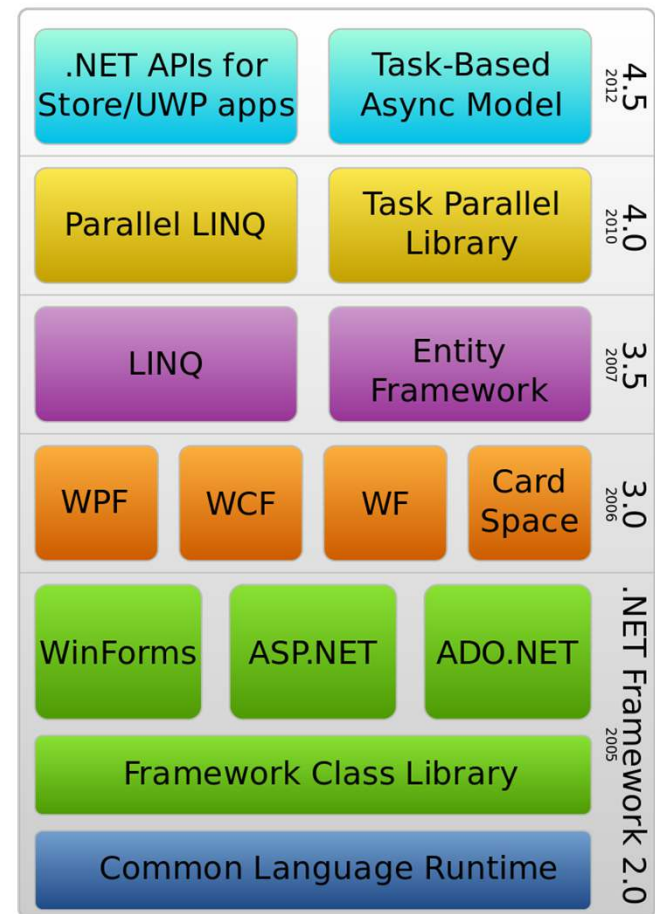 .NET APIs for
Store/UWP apps
Task-Based
Async Model
4.5
2012
Parallel LINQ
Task Parallel
Library
4.0
2010
LINQ
Entity
Framework
3.5
2007
WPF
WCF
WF
Card
Space
3.0
2006
WinForms
ASP.NET
ADO.NET
Framework Class Library
Common Language Runtime
.NET Framework 2.0
2005